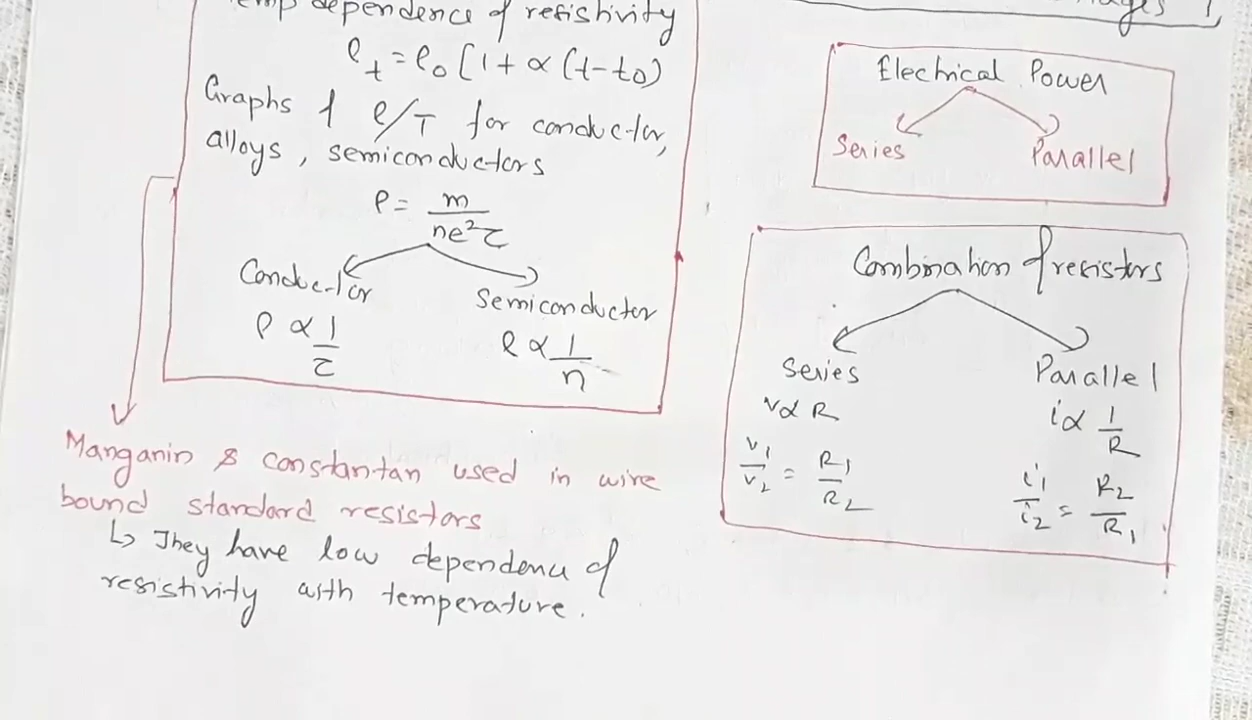 dependence of resistivity
ρt = ρ0 [1 + α (t - t0)
Graphs of ρ/T for conductor,
alloys, semiconductors
ρ = m/ne²τ
Conductor
ρ ∝ 1/τ
Semiconductor
ρ ∝ 1/n
Manganin & constantan used in wire
bound standard resistors
↳ They have low dependence of
resistivity with temperature.
Electrical Power
Series
Parallel
Combination of resistors
Series
V ∝ R
V1/V2 = R1/R2
Parallel
i ∝ 1/R
i1/i2 = R2/R1